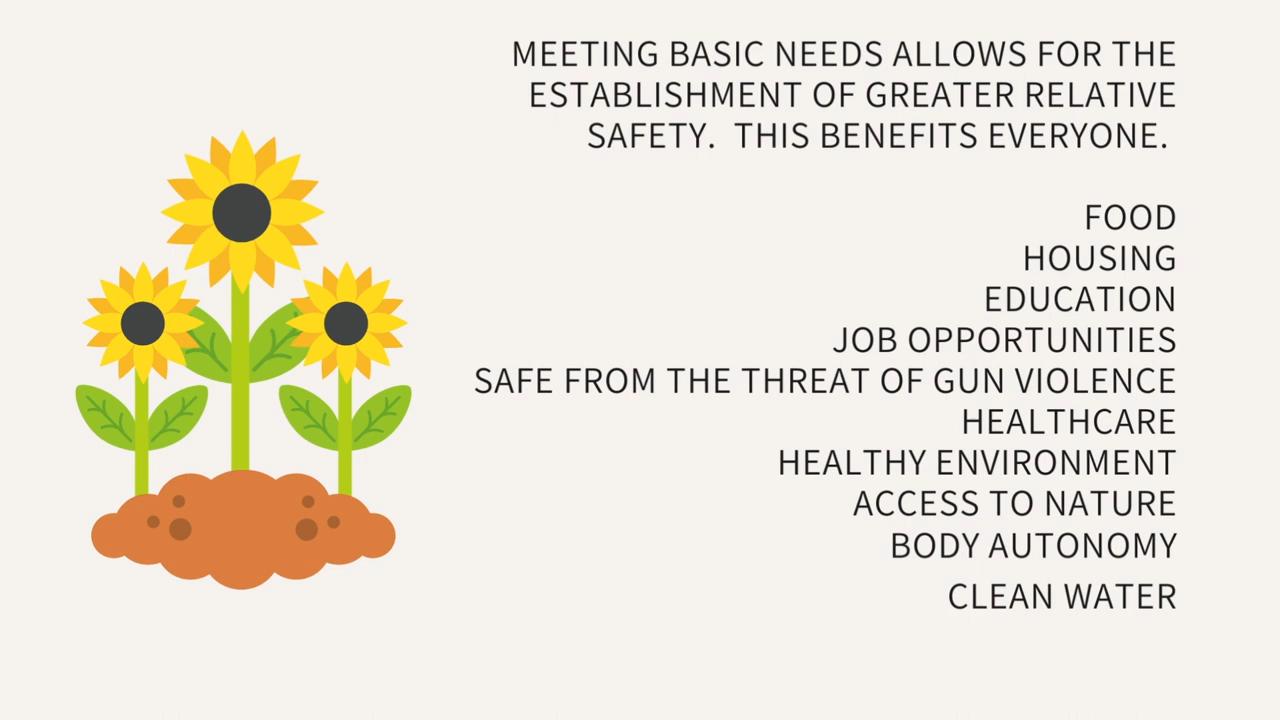 MEETING BASIC NEEDS ALLOWS FOR THE
ESTABLISHMENT OF GREATER RELATIVE
SAFETY.  THIS BENEFITS EVERYONE.
FOOD
HOUSING
EDUCATION
JOB OPPORTUNITIES
SAFE FROM THE THREAT OF GUN VIOLENCE
HEALTHCARE
HEALTHY ENVIRONMENT
ACCESS TO NATURE
BODY AUTONOMY
CLEAN WATER